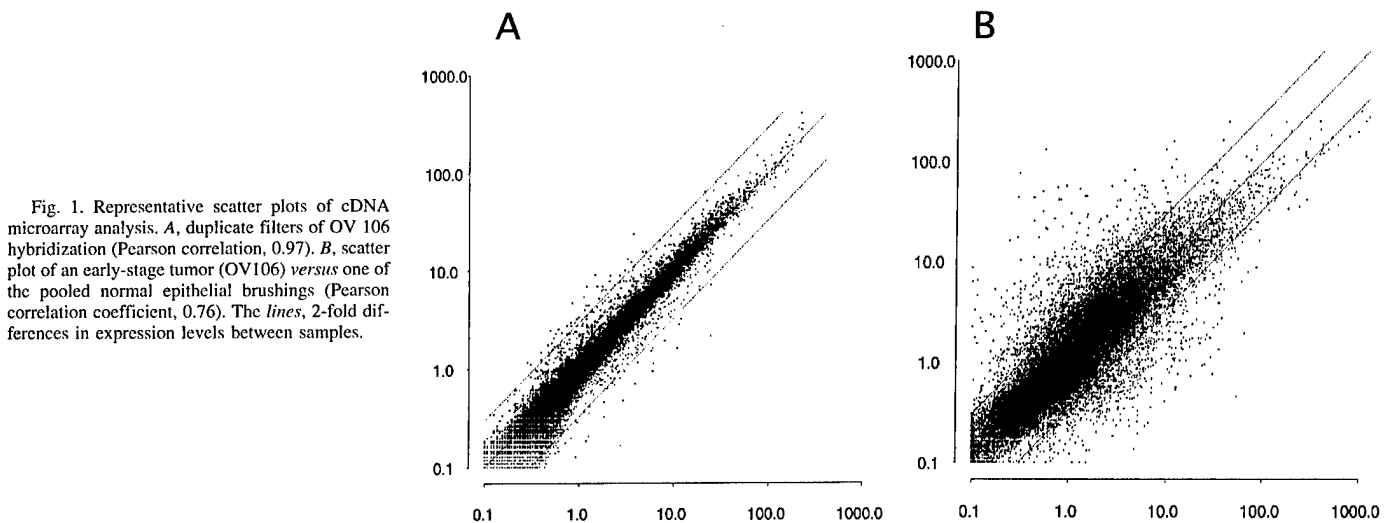 A
B
1000.0
100.0
10.0
1.0
0.1
0.1 1.0 10.0 100.0 1000.0
1000.0
100.0
10.0
1.0
0.1
0.1 1.0 10.0 100.0 1000.0
Fig. 1. Representative scatter plots of cDNA
microarray analysis. A, duplicate filters of OV 106
hybridization (Pearson correlation, 0.97). B, scatter
plot of an early-stage tumor (OV106) versus one of
the pooled normal epithelial brushings (Pearson
correlation coefficient, 0.76). The lines, 2-fold dif-
ferences in expression levels between samples.